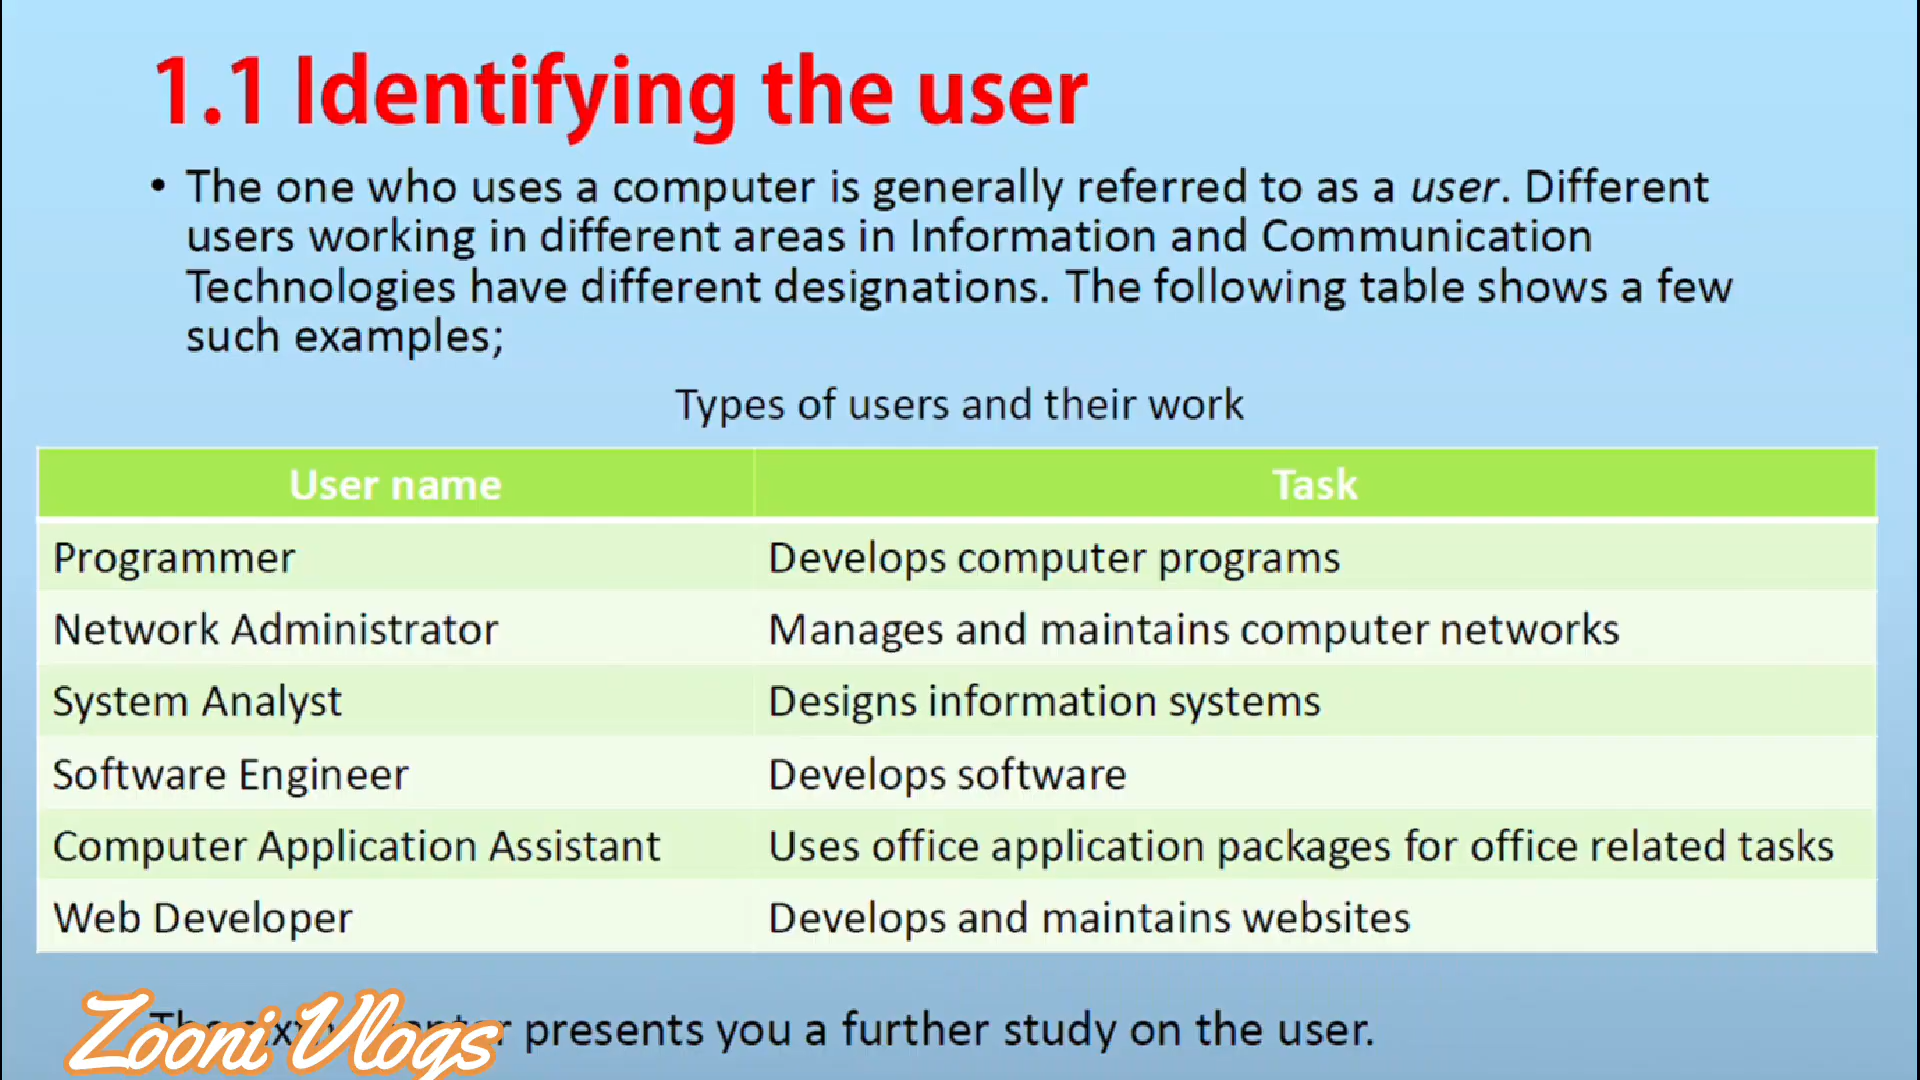 1.1 Identifying the user
• The one who uses a computer is generally referred to as a user. Different
users working in different areas in Information and Communication
Technologies have different designations. The following table shows a few
such examples;
Types of users and their work
User name Task
Programmer Develops computer programs
Network Administrator Manages and maintains computer networks
System Analyst Designs information systems
Software Engineer Develops software
Computer Application Assistant Uses office application packages for office related tasks
Web Developer Develops and maintains websites
The presents you a further study on the user.
Zooni Vlogs